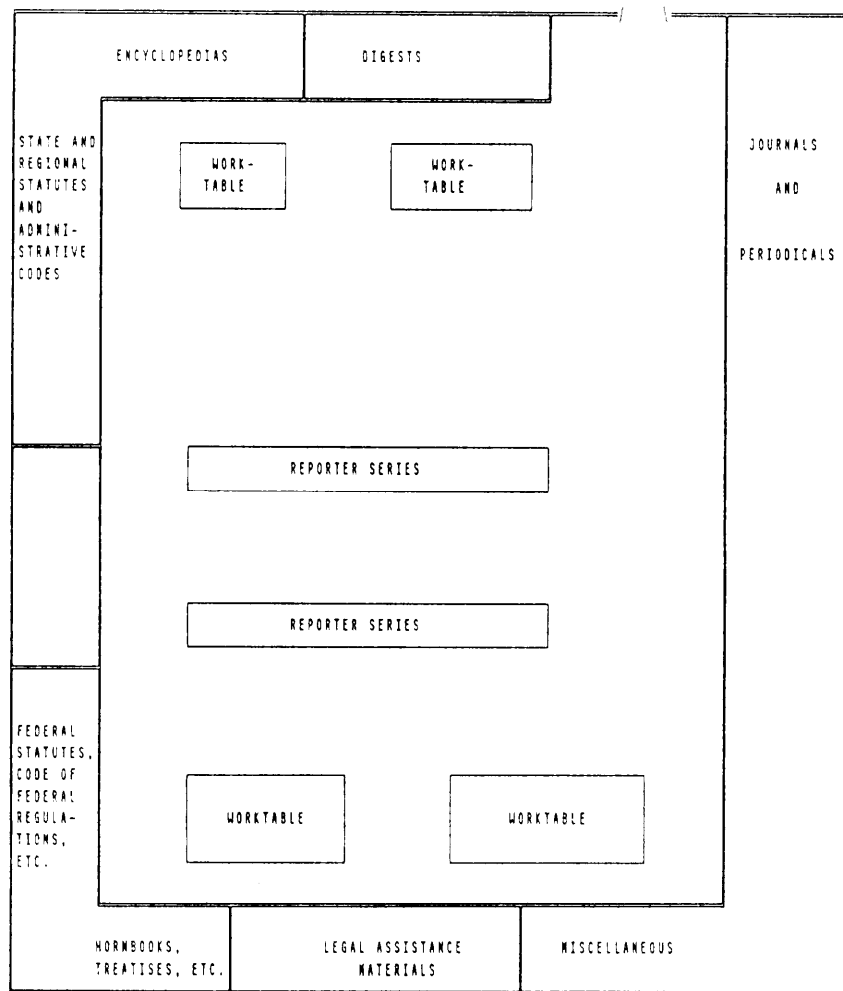 ENCYCLOPEDIAS
DIGESTS
STATE AND
REGIONAL
STATUTES
AND
ADMINI-
STRATIVE
CODES
WORK-
TABLE
WORK-
TABLE
JOURNALS
AND
PERIODICALS
REPORTER SERIES
REPORTER SERIES
FEDERAL
STATUTES,
CODE OF
FEDERAL
REGULA-
TIONS,
ETC.
WORKTABLE
WORKTABLE
HORNBOOKS,
TREATISES, ETC.
LEGAL ASSISTANCE
MATERIALS
MISCELLANEOUS